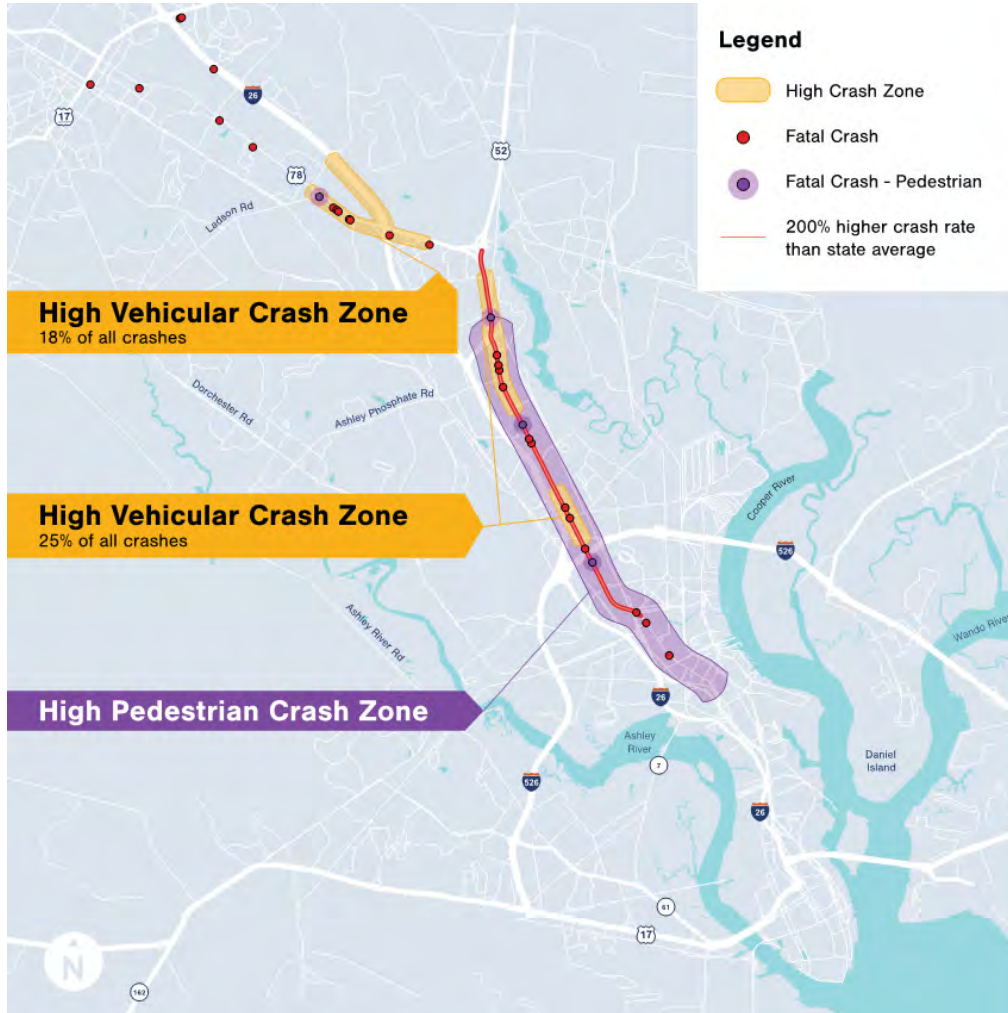 Legend
High Crash Zone
Fatal Crash
Fatal Crash - Pedestrian
200% higher crash rate
than state average
26
17
52
78
Ladson Rd
High Vehicular Crash Zone
18% of all crashes
Dorchester Rd
Ashley Phosphate Rd
High Vehicular Crash Zone
25% of all crashes
Cooper River
526
Ashley River Rd
Wando River
High Pedestrian Crash Zone
26
Ashley
River
7
Daniel
Island
526
26
61
17
N
162